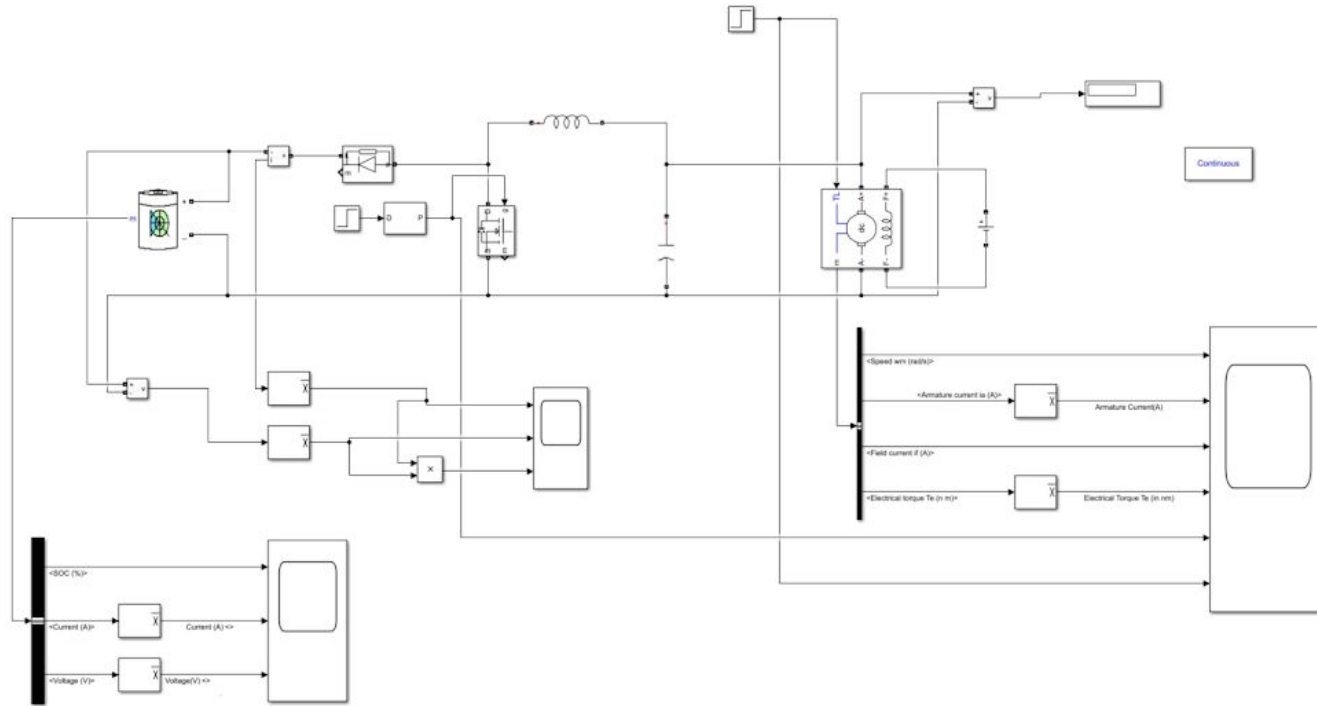 Continuous
m
+
−
m
D
P
v
TL
A+
F+
dc
m
A-
F-
v
<Speed wm (rad/s)>
<Armature current ia (A)>
Armature Current(A)
<Field current if (A)>
<Electrical torque Te (n m)>
Electrical Torque Te (in nm)
x
x
x
x
v
×
<SOC (%)>
<Current (A)>
x
Current (A) <>
<Voltage (V)>
x
Voltage(V) <>